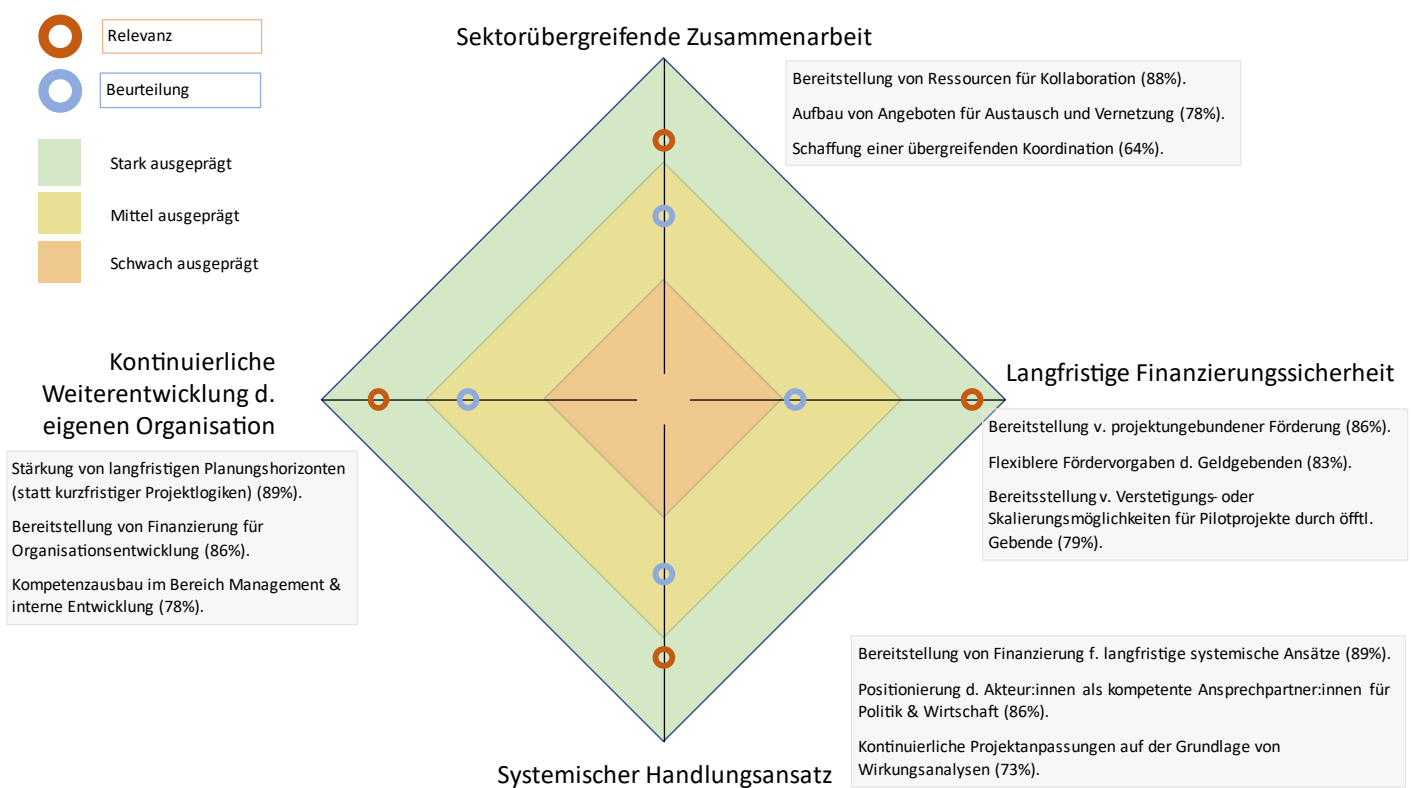 Relevanz
Beurteilung
Stark ausgeprägt
Mittel ausgeprägt
Schwach ausgeprägt
Sektorübergreifende Zusammenarbeit
Bereitstellung von Ressourcen für Kollaboration (88%).
Aufbau von Angeboten für Austausch und Vernetzung (78%).
Schaffung einer übergreifenden Koordination (64%).
Kontinuierliche
Weiterentwicklung d.
eigenen Organisation
Stärkung von langfristigen Planungshorizonten
(statt kurzfristiger Projektlogiken) (89%).
Bereitstellung von Finanzierung für
Organisationsentwicklung (86%).
Kompetenzausbau im Bereich Management &
interne Entwicklung (78%).
Langfristige Finanzierungssicherheit
Bereitstellung v. projektungebundener Förderung (86%).
Flexiblere Fördervorgaben d. Geldgebenden (83%).
Bereitsstellung v. Verstetigungs- oder
Skalierungsmöglichkeiten für Pilotprojekte durch öfftl.
Gebende (79%).
Systemischer Handlungsansatz
Bereitstellung von Finanzierung f. langfristige systemische Ansätze (89%).
Positionierung d. Akteur:innen als kompetente Ansprechpartner:innen für
Politik & Wirtschaft (86%).
Kontinuierliche Projektanpassungen auf der Grundlage von
Wirkungsanalysen (73%).